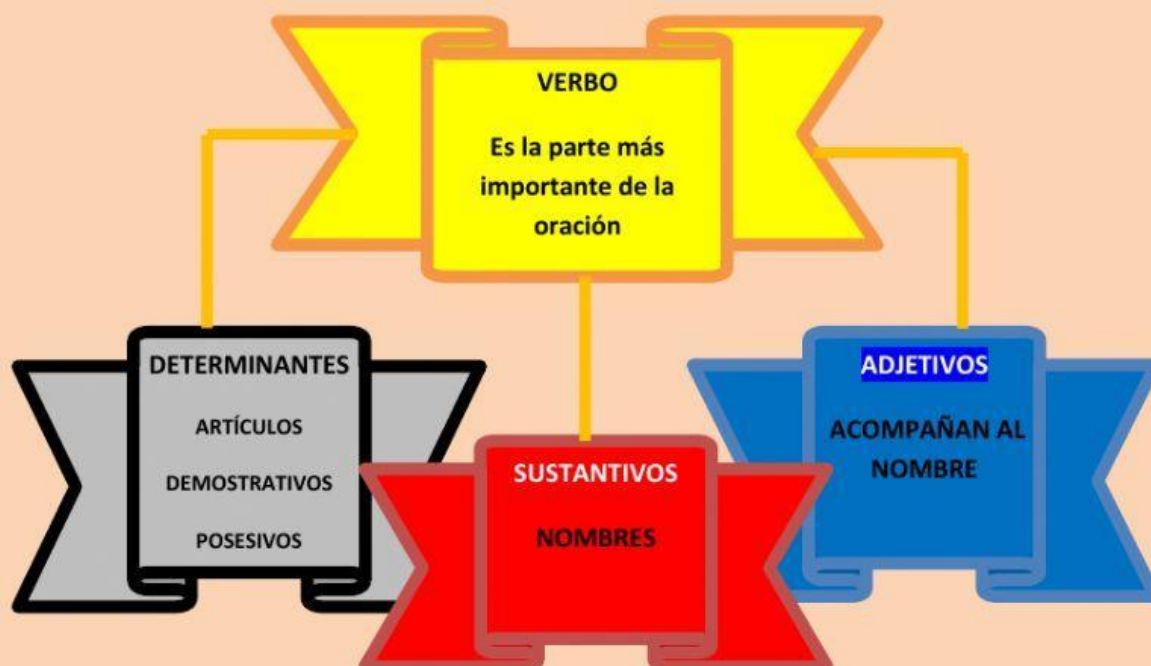 VERBO
Es la parte más
importante de la
oración
DETERMINANTES
ARTÍCULOS
DEMOSTRATIVOS
POSESIVOS
SUSTANTIVOS
NOMBRES
ADJETIVOS
ACOMPAÑAN AL
NOMBRE